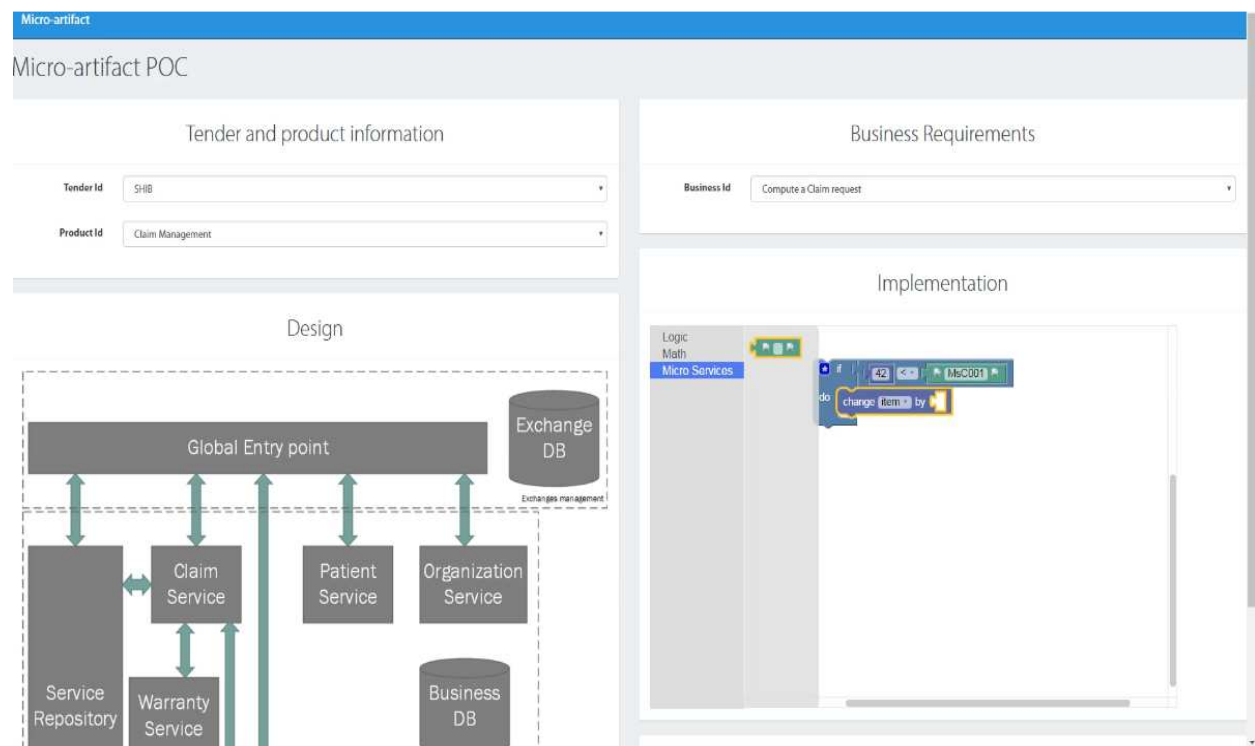 Micro-artifact
Micro-artifact POC
Tender and product information
Tender Id
SHIB
Product Id
Claim Management
Business Requirements
Business Id
Compute a Claim request
Design
Global Entry point
Exchange
DB
Exchanges management
Claim
Service
Patient
Service
Organization
Service
Service
Repository
Warranty
Service
Business
DB
Implementation
Logic
Math
Micro Services
if 42 < MsC001
do change item by